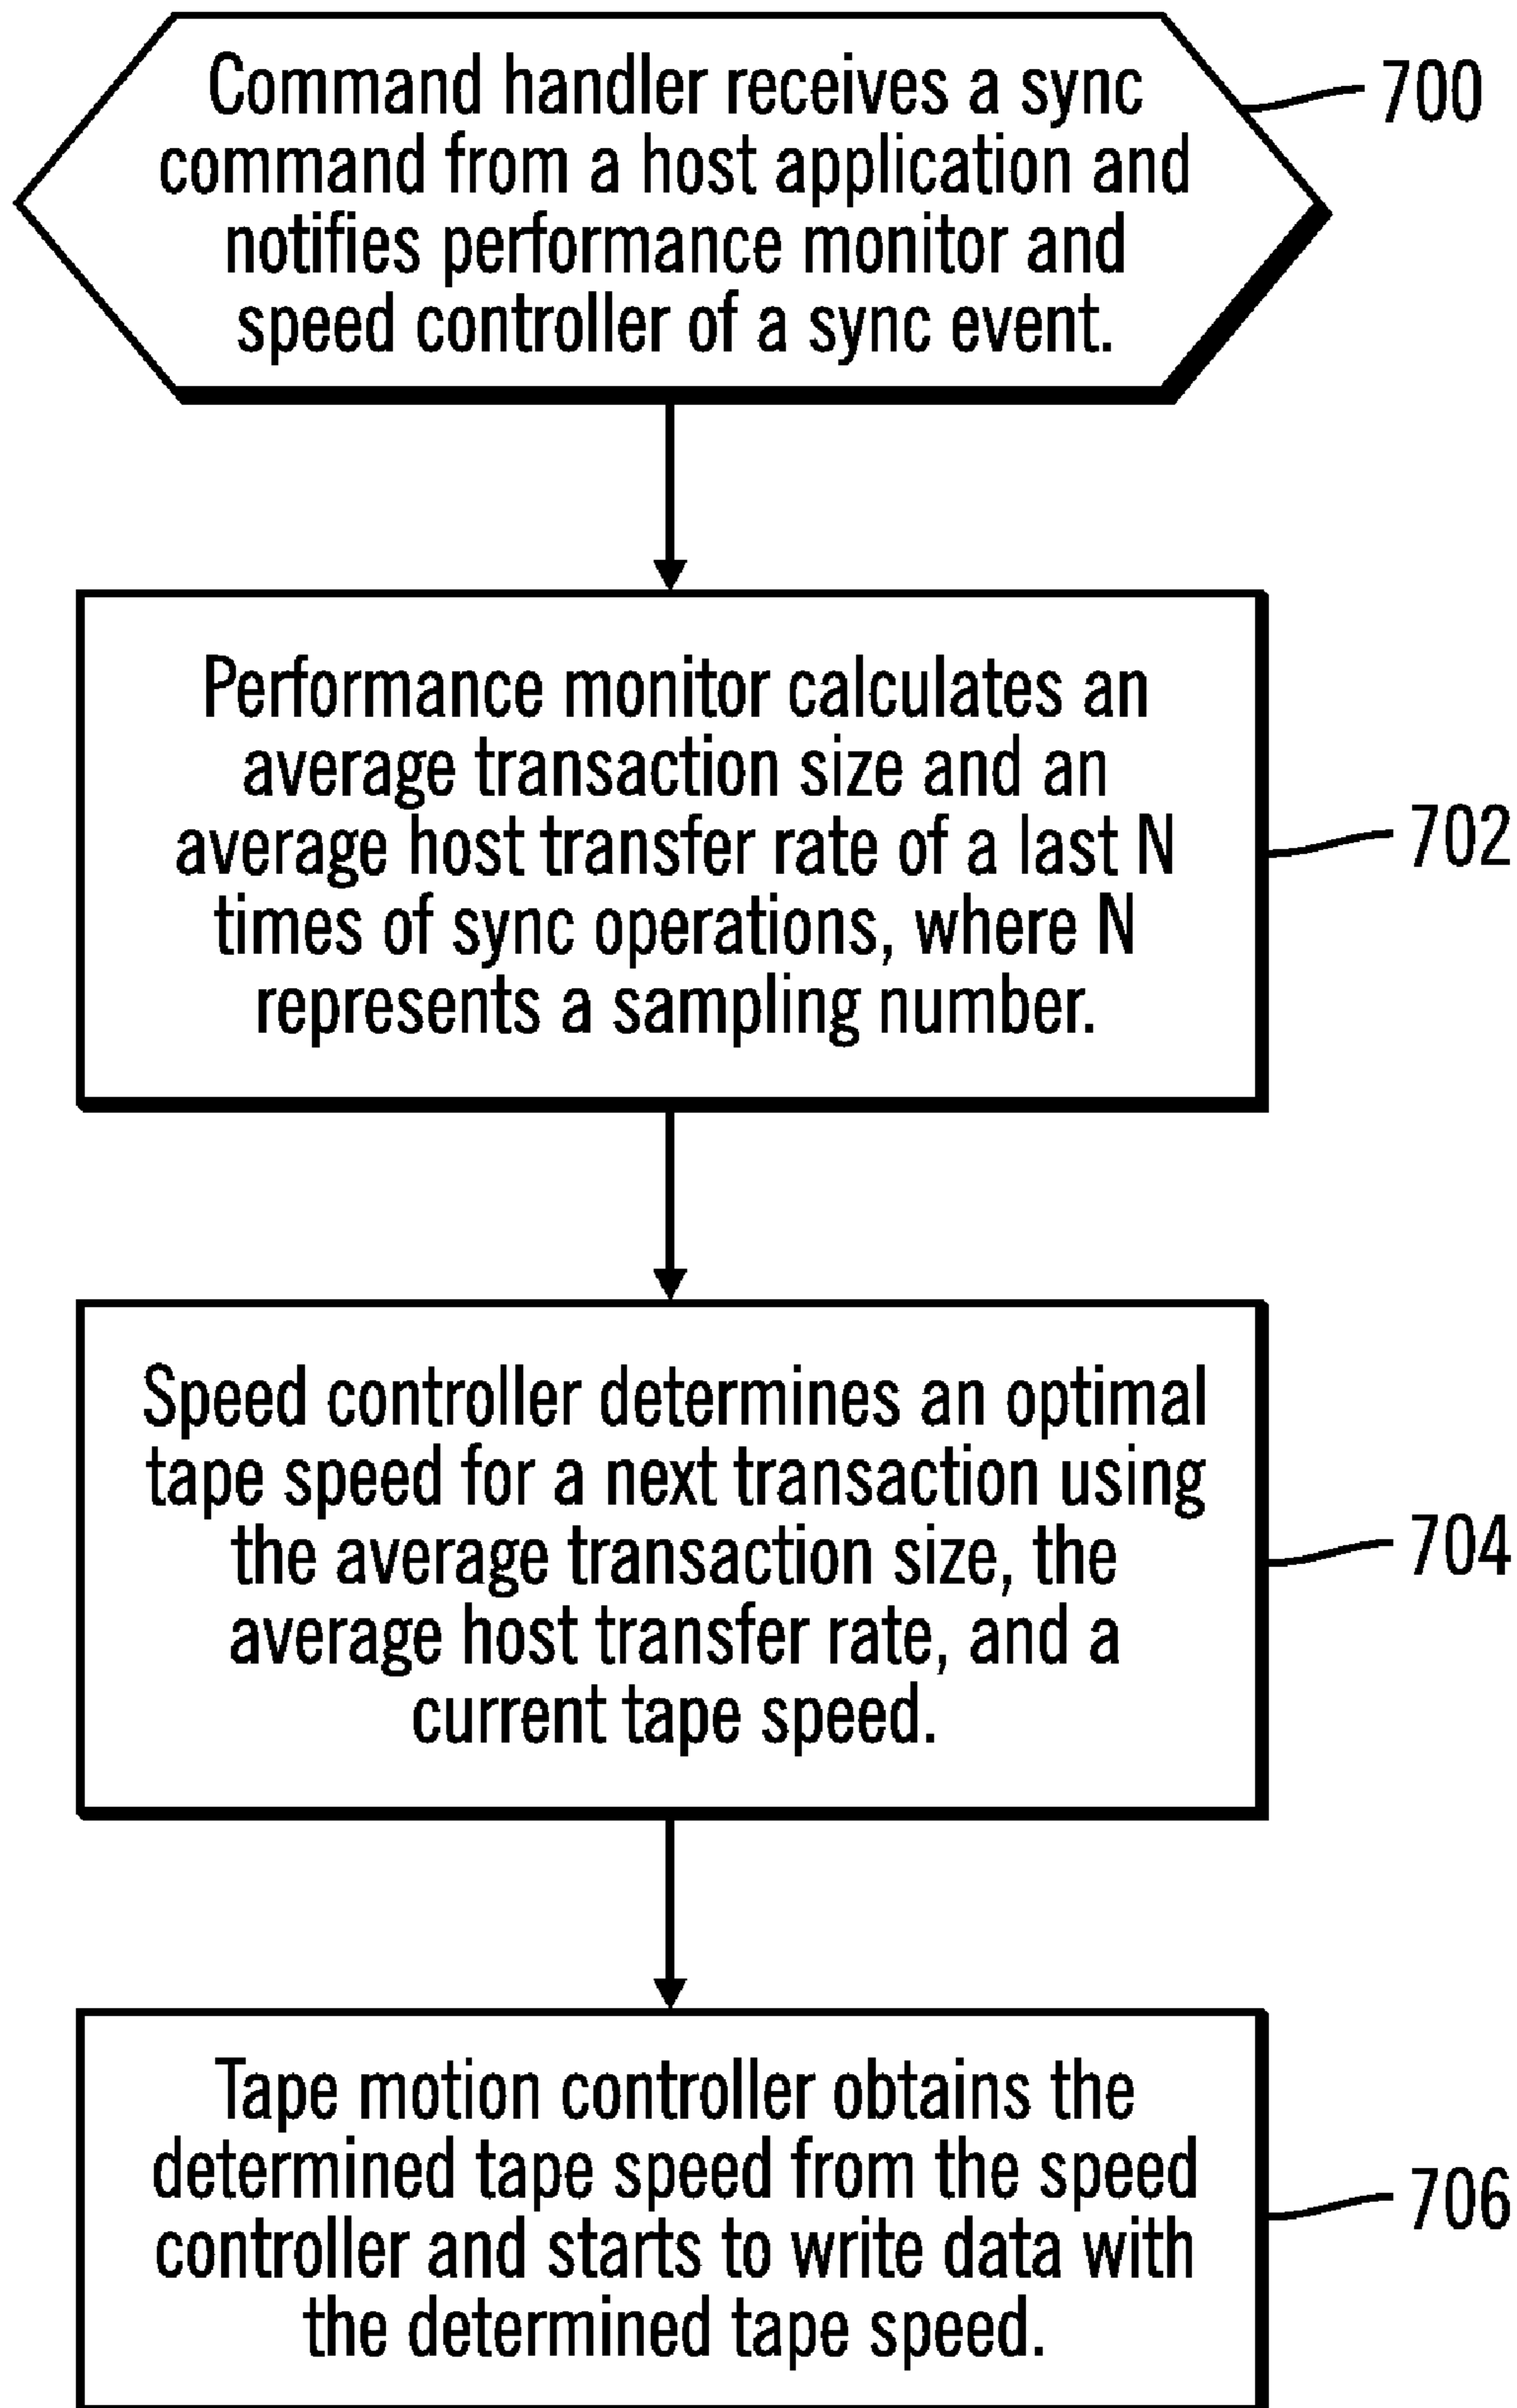 Command handler receives a sync
command from a host application and
notifies performance monitor and
speed controller of a sync event.
700
Performance monitor calculates an
average transaction size and an
average host transfer rate of a last N
times of sync operations, where N
represents a sampling number.
702
Speed controller determines an optimal
tape speed for a next transaction using
the average transaction size, the
average host transfer rate, and a
current tape speed.
704
Tape motion controller obtains the
determined tape speed from the speed
controller and starts to write data with
the determined tape speed.
706